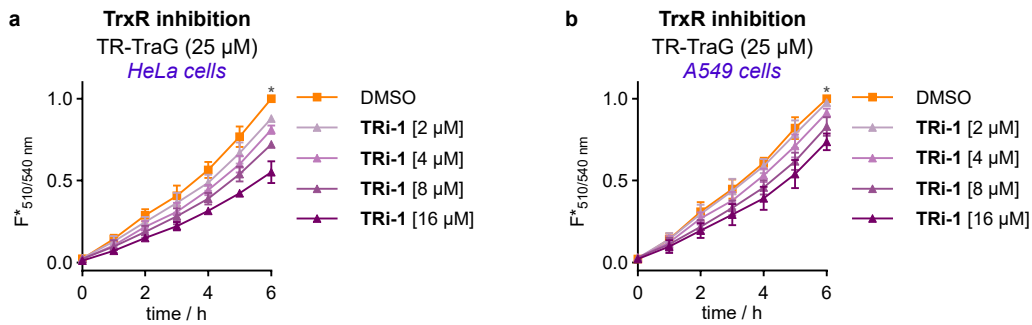 a
TrxR inhibition
TR-TraG (25 µM)
HeLa cells
*
1.0
0.5
0.0
F*510/540 nm
0 2 4 6
time / h
DMSO
TRi-1 [2 µM]
TRi-1 [4 µM]
TRi-1 [8 µM]
TRi-1 [16 µM]
b
TrxR inhibition
TR-TraG (25 µM)
A549 cells
*
1.0
0.5
0.0
F*510/540 nm
0 2 4 6
time / h
DMSO
TRi-1 [2 µM]
TRi-1 [4 µM]
TRi-1 [8 µM]
TRi-1 [16 µM]